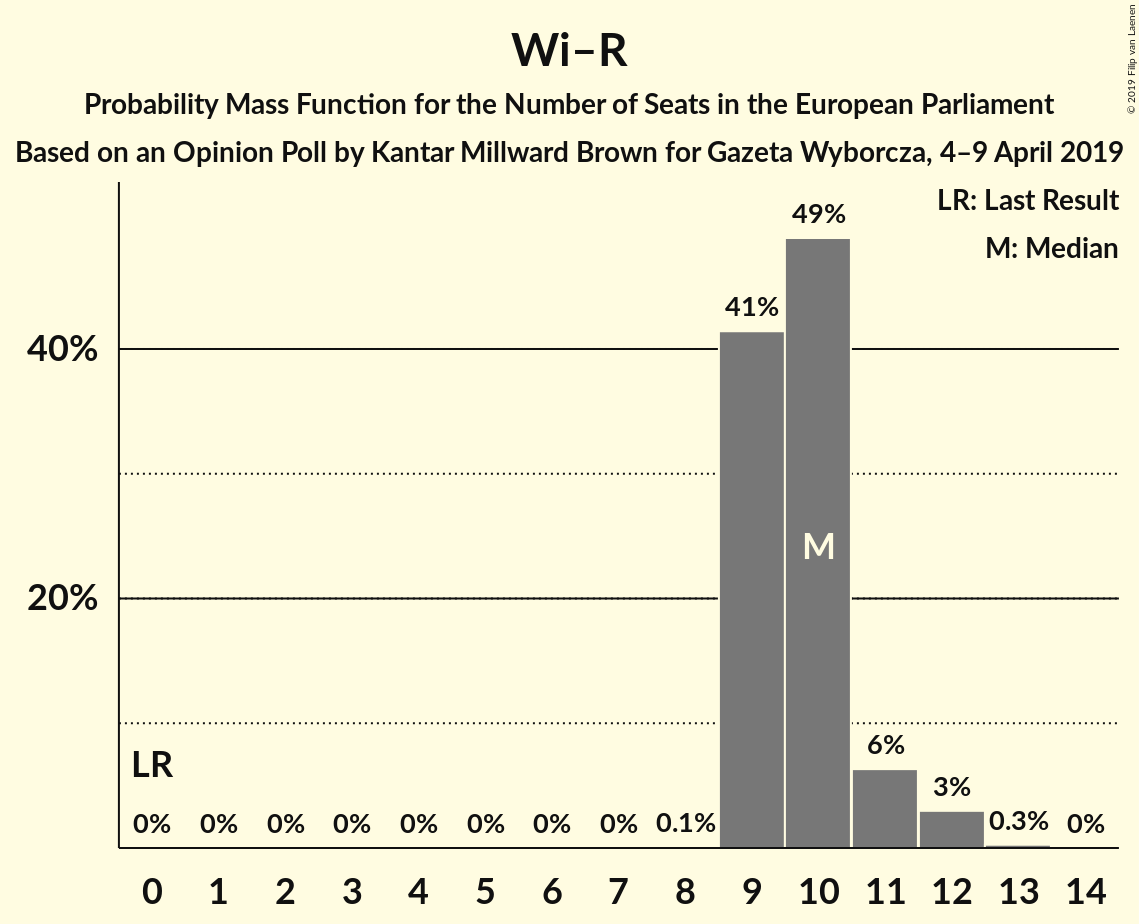 Wi–R
Probability Mass Function for the Number of Seats in the European Parliament
Based on an Opinion Poll by Kantar Millward Brown for Gazeta Wyborcza, 4–9 April 2019
© 2019 Filip van Laenen
LR: Last Result
M: Median
49%
41%
40%
M
20%
LR
6%
3%
0% 0% 0% 0% 0% 0% 0% 0% 0.1% 0.3% 0%
0 1 2 3 4 5 6 7 8 9 10 11 12 13 14